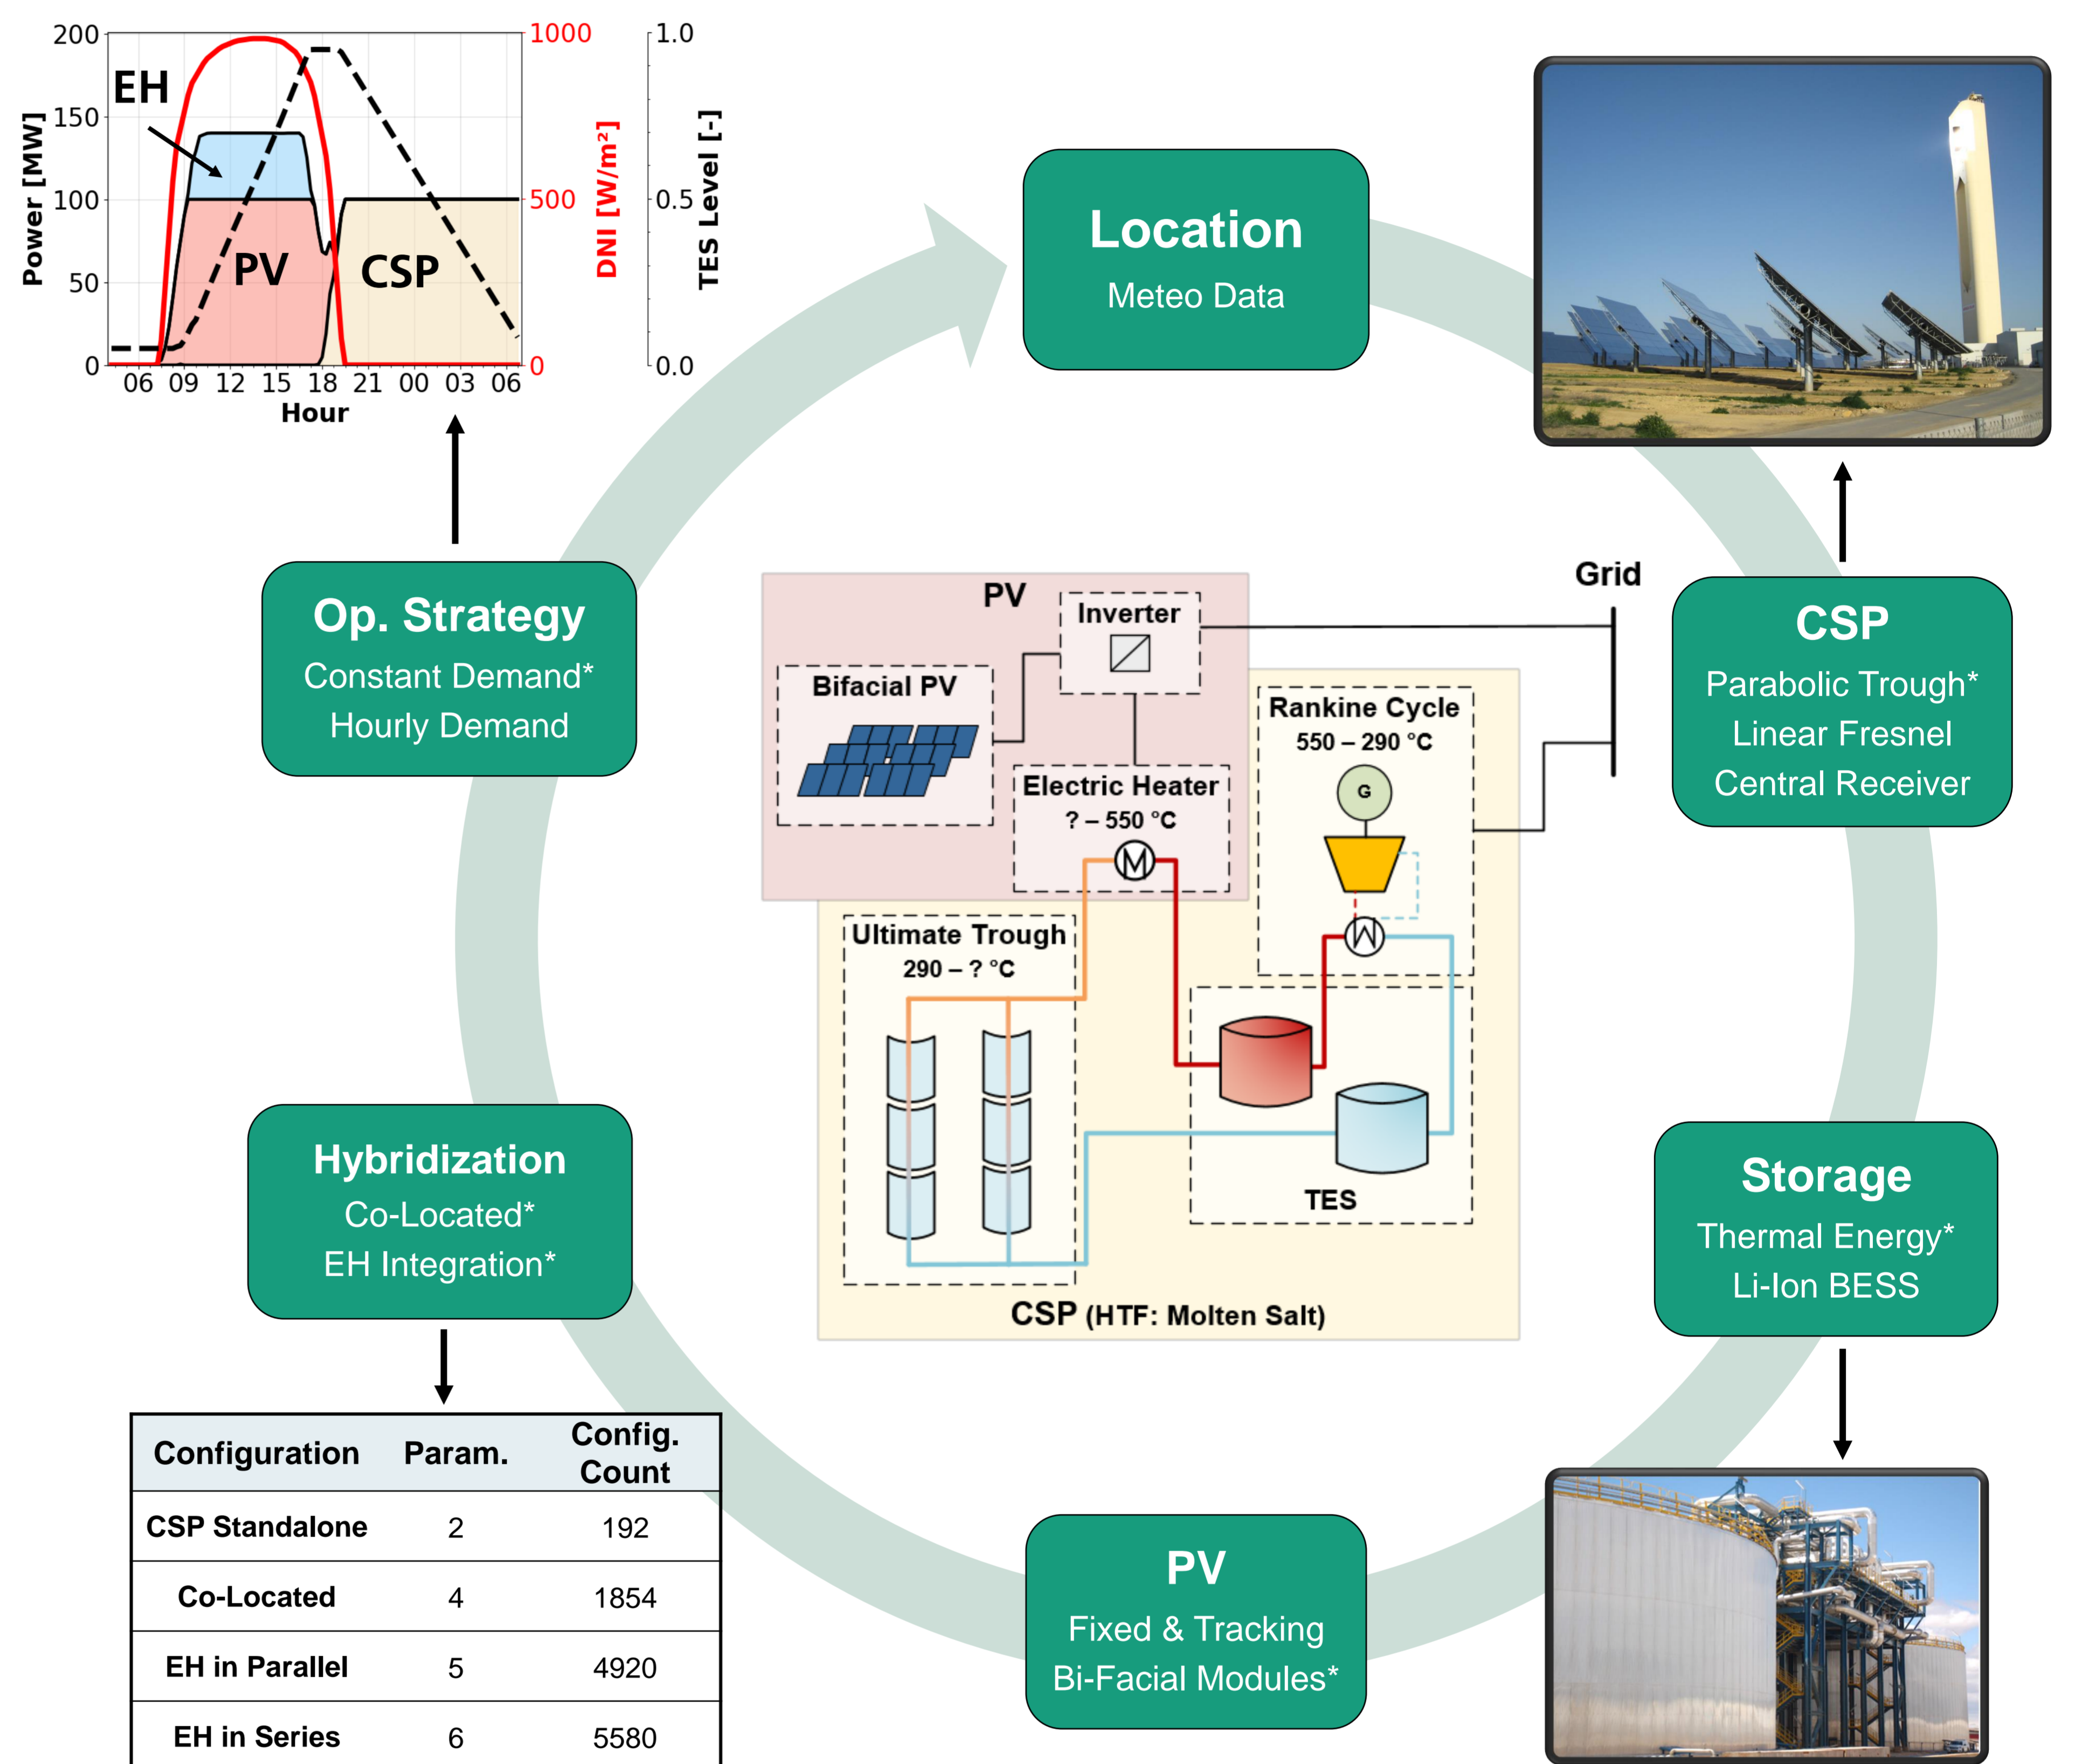 200
150
100
50
0
Power [MW]
EH
PV
CSP
06 09 12 15 18 21 00 03 06
Hour
1000
500
0
DNI [W/m²]
1.0
0.5
0.0
TES Level [-]
Location
Meteo Data
Op. Strategy
Constant Demand*
Hourly Demand
CSP
Parabolic Trough*
Linear Fresnel
Central Receiver
Grid
PV
Inverter
Bifacial PV
Electric Heater
? – 550 °C
M
Rankine Cycle
550 – 290 °C
G
Ultimate Trough
290 – ? °C
TES
CSP (HTF: Molten Salt)
Hybridization
Co-Located*
EH Integration*
Storage
Thermal Energy*
Li-Ion BESS
PV
Fixed & Tracking
Bi-Facial Modules*
Configuration Param. Config. Count
CSP Standalone 2 192
Co-Located 4 1854
EH in Parallel 5 4920
EH in Series 6 5580